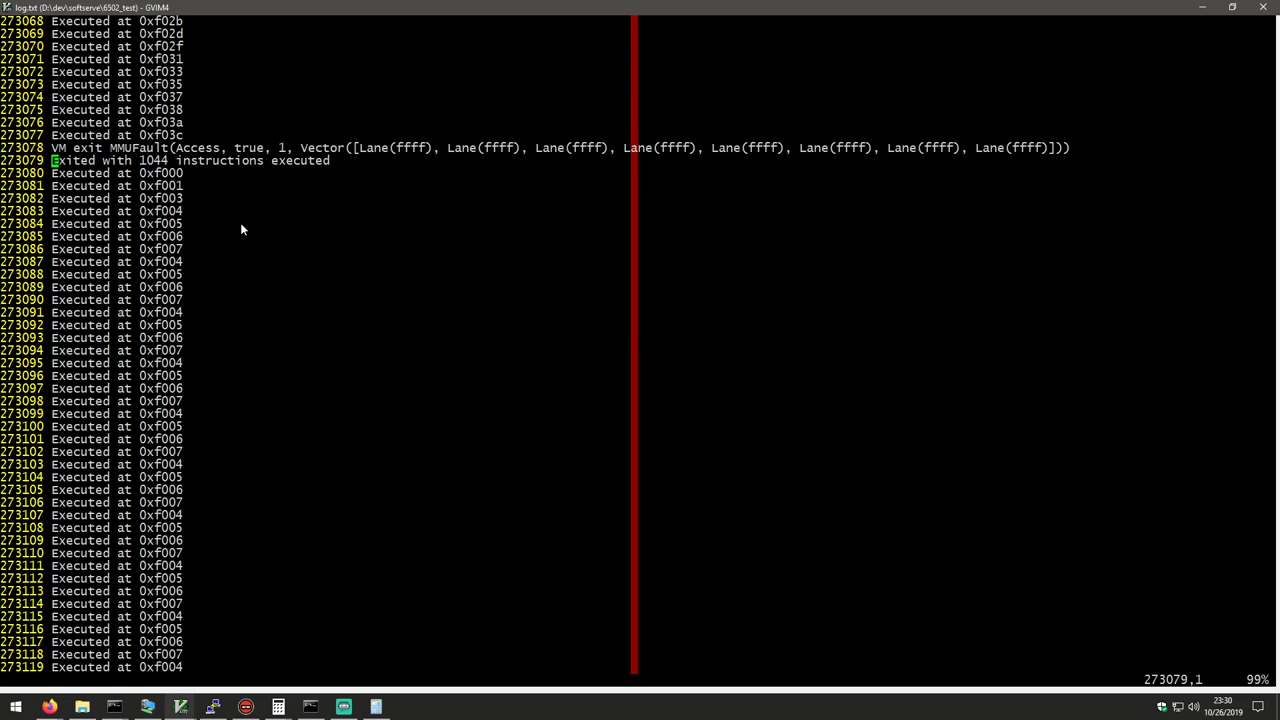 log.txt (D:\dev\softserve\6502_test) - GVIM4
273068 Executed at 0xf02b
273069 Executed at 0xf02d
273070 Executed at 0xf02f
273071 Executed at 0xf031
273072 Executed at 0xf033
273073 Executed at 0xf035
273074 Executed at 0xf037
273075 Executed at 0xf038
273076 Executed at 0xf03a
273077 Executed at 0xf03c
273078 VM exit MMUFault(Access, true, 1, Vector([Lane(ffff), Lane(ffff), Lane(ffff), Lane(ffff), Lane(ffff), Lane(ffff), Lane(ffff), Lane(ffff)]))
273079 Exited with 1044 instructions executed
273080 Executed at 0xf000
273081 Executed at 0xf001
273082 Executed at 0xf003
273083 Executed at 0xf004
273084 Executed at 0xf005
273085 Executed at 0xf006
273086 Executed at 0xf007
273087 Executed at 0xf004
273088 Executed at 0xf005
273089 Executed at 0xf006
273090 Executed at 0xf007
273091 Executed at 0xf004
273092 Executed at 0xf005
273093 Executed at 0xf006
273094 Executed at 0xf007
273095 Executed at 0xf004
273096 Executed at 0xf005
273097 Executed at 0xf006
273098 Executed at 0xf007
273099 Executed at 0xf004
273100 Executed at 0xf005
273101 Executed at 0xf006
273102 Executed at 0xf007
273103 Executed at 0xf004
273104 Executed at 0xf005
273105 Executed at 0xf006
273106 Executed at 0xf007
273107 Executed at 0xf004
273108 Executed at 0xf005
273109 Executed at 0xf006
273110 Executed at 0xf007
273111 Executed at 0xf004
273112 Executed at 0xf005
273113 Executed at 0xf006
273114 Executed at 0xf007
273115 Executed at 0xf004
273116 Executed at 0xf005
273117 Executed at 0xf006
273118 Executed at 0xf007
273119 Executed at 0xf004
273079,1 99%
23:30
10/26/2019